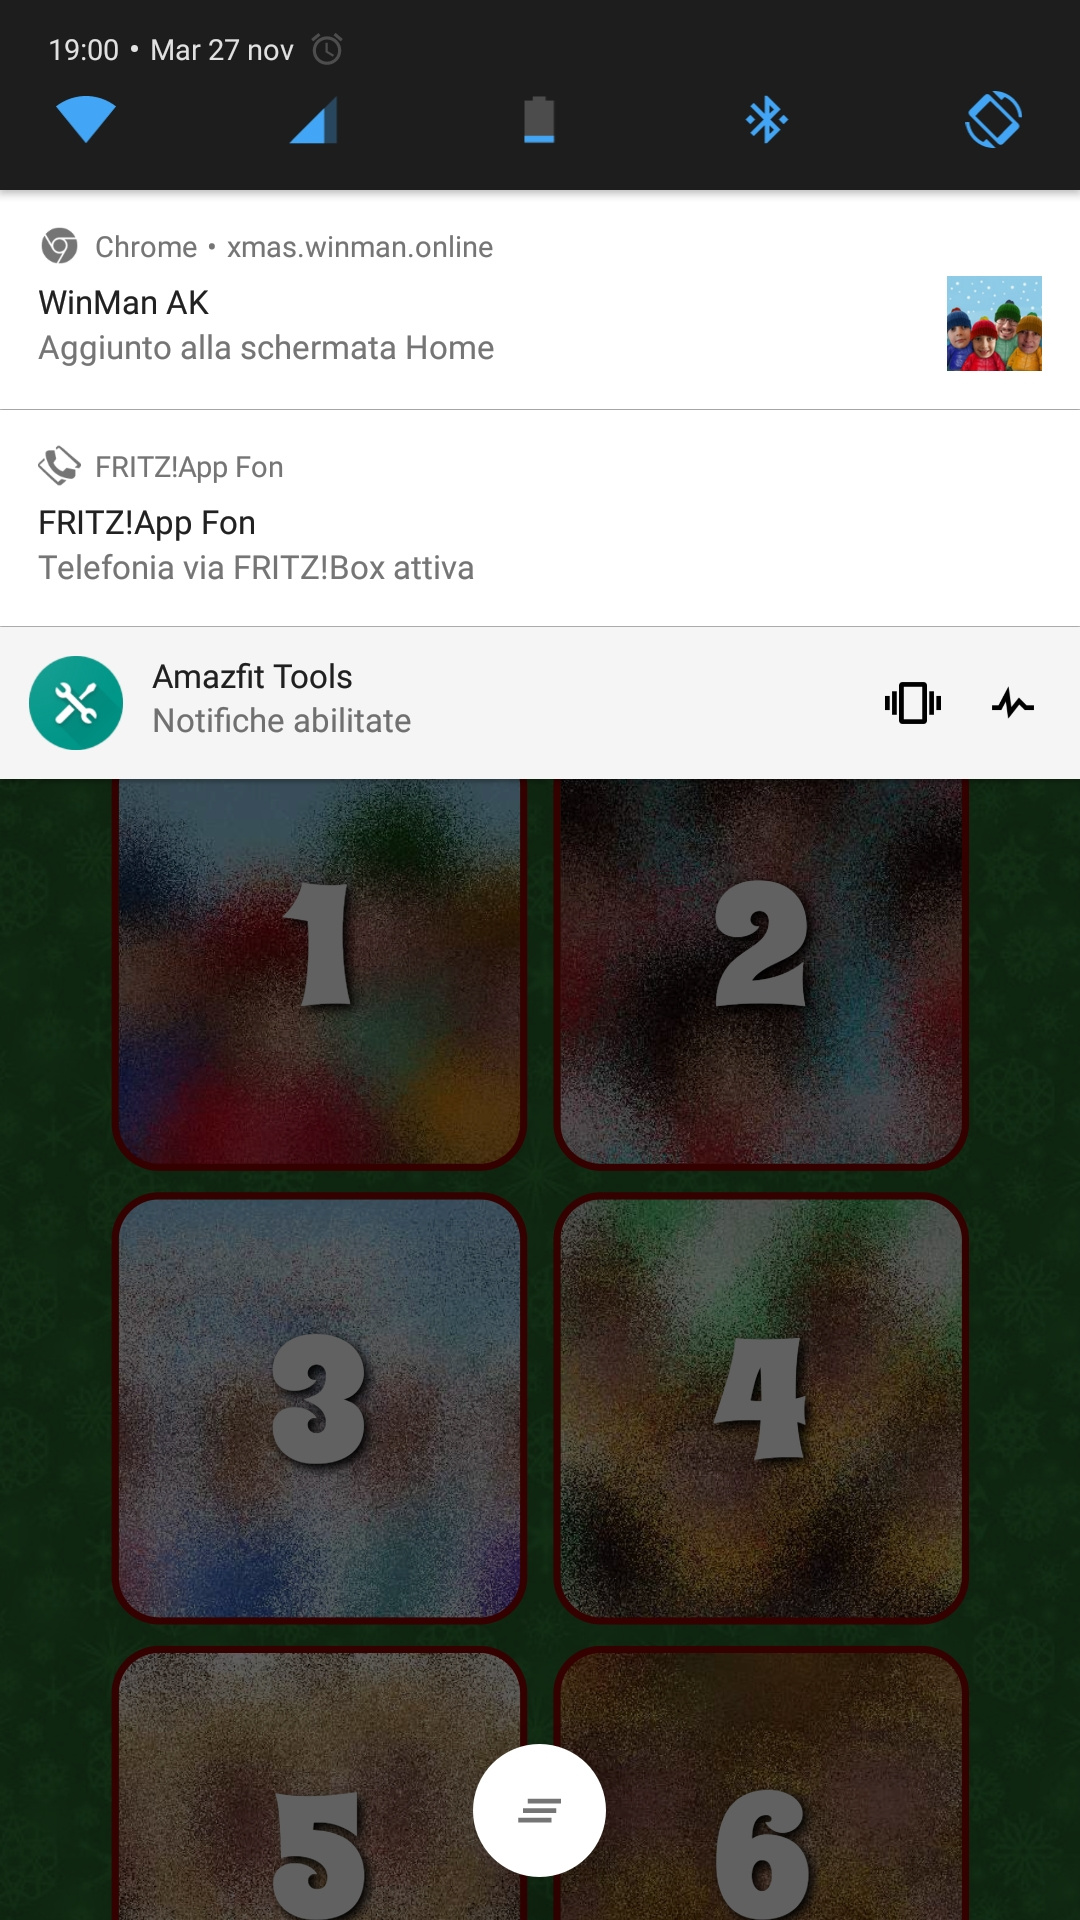 19:00 • Mar 27 nov
Chrome • xmas.winman.online
WinMan AK
Aggiunto alla schermata Home
FRITZ!App Fon
FRITZ!App Fon
Telefonia via FRITZ!Box attiva
Amazfit Tools
Notifiche abilitate
1 2
3 4
5 6